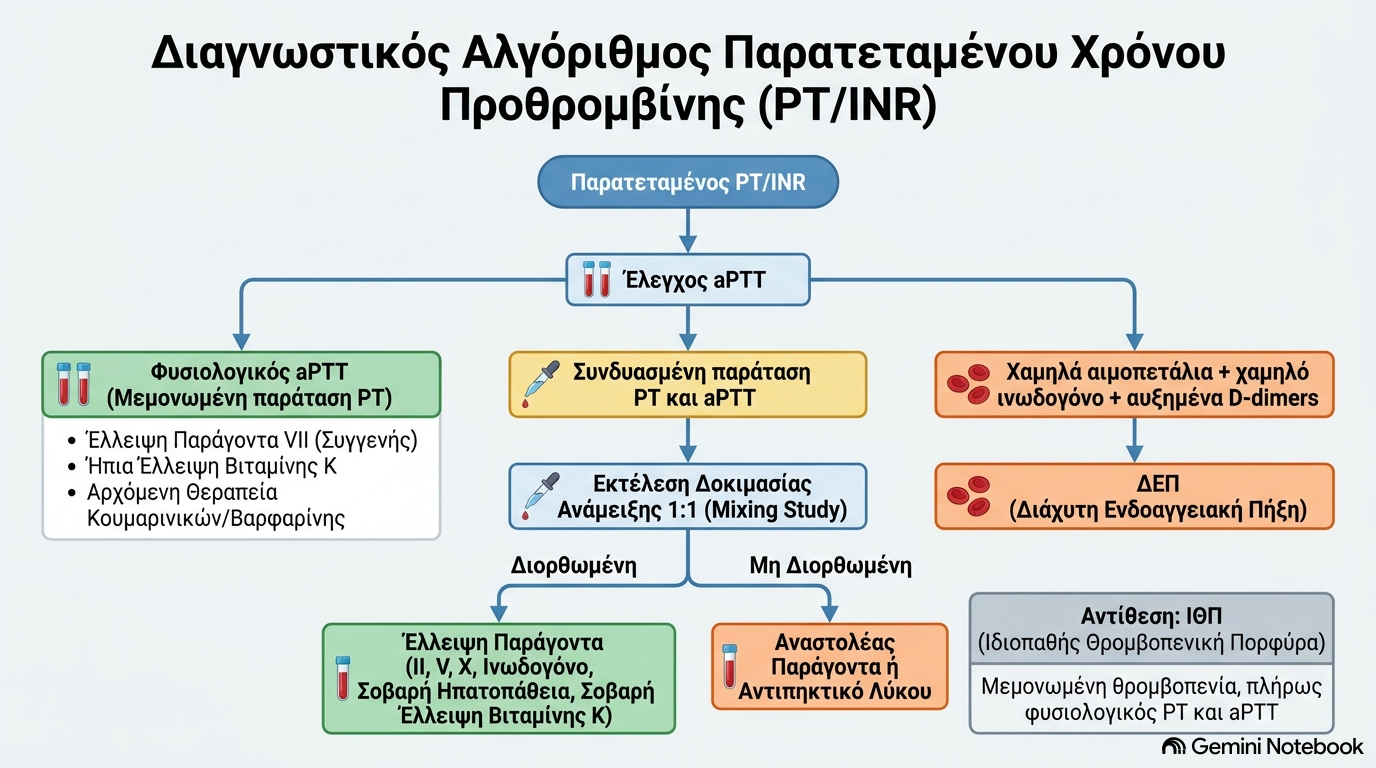 Διαγνωστικός Αλγόριθμος Παρατεταμένου Χρόνου
Προθρομβίνης (PT/INR)
Παρατεταμένος PT/INR
Έλεγχος aPTT
Φυσιολογικός aPTT
(Μεμονωμένη παράταση PT)
• Έλλειψη Παράγοντα VII (Συγγενής)
• Ήπια Έλλειψη Βιταμίνης Κ
• Αρχόμενη Θεραπεία
Κουμαρινικών/Βαρφαρίνης
Συνδυασμένη παράταση
PT και aPTT
Εκτέλεση Δοκιμασίας
Ανάμειξης 1:1 (Mixing Study)
Διορθωμένη
Μη Διορθωμένη
Έλλειψη Παράγοντα
(II, V, X, Ινωδογόνο,
Σοβαρή Ηπατοπάθεια, Σοβαρή
Έλλειψη Βιταμίνης Κ)
Αναστολέας
Παράγοντα ή
Αντιπηκτικό Λύκου
Χαμηλά αιμοπετάλια + χαμηλό
ινωδογόνο + αυξημένα D-dimers
ΔΕΠ
(Διάχυτη Ενδοαγγειακή Πήξη)
Αντίθεση: ΙΘΠ
(Ιδιοπαθής Θρομβοπενική Πορφύρα)
Μεμονωμένη θρομβοπενία, πλήρως
φυσιολογικός PT και aPTT
Gemini Notebook